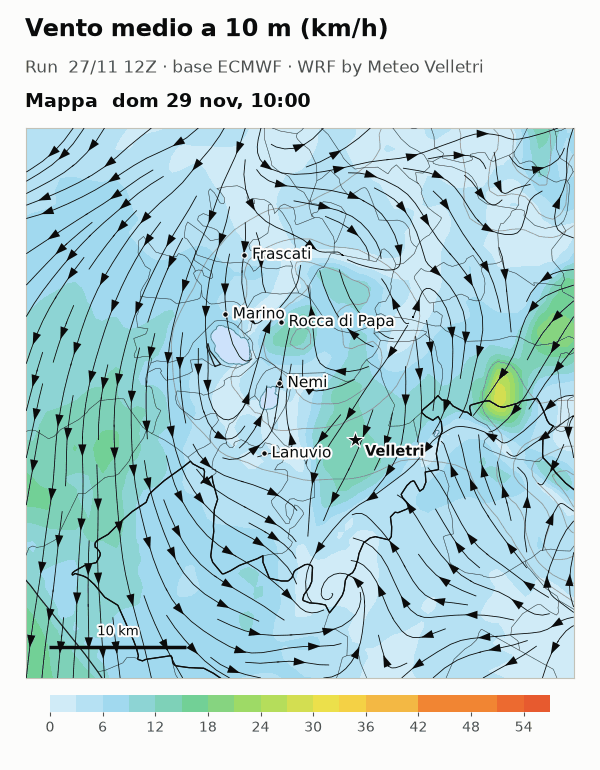 Vento medio a 10 m (km/h)
Run  27/11 12Z · base ECMWF · WRF by Meteo Velletri
Mappa  dom 29 nov, 10:00
Frascati
Marino
Rocca di Papa
Nemi
Lanuvio
Velletri
10 km
0 6 12 18 24 30 36 42 48 54